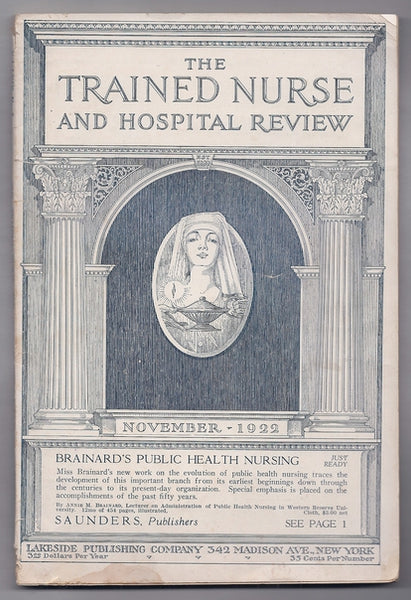 THE
TRAINED NURSE
AND HOSPITAL REVIEW
NOVEMBER - 1922
BRAINARD'S PUBLIC HEALTH NURSING
JUST
READY
Miss Brainard's new work on the evolution of public health nursing traces the
development of this important branch from its earliest beginnings down through
the centuries to its present-day organization. Special emphasis is placed on the
accomplishments of the past fifty years.
By ANNIE M. BRAINARD, Lecturer on Administration of Public Health Nursing in Western Reserve Uni-
versity. 12mo of 454 pages, illustrated. Cloth, $3.00 net
SAUNDERS, Publishers SEE PAGE 1
LAKESIDE PUBLISHING COMPANY 342 MADISON AVE., NEW YORK
Dollars Per Year 35 Cents Per Number